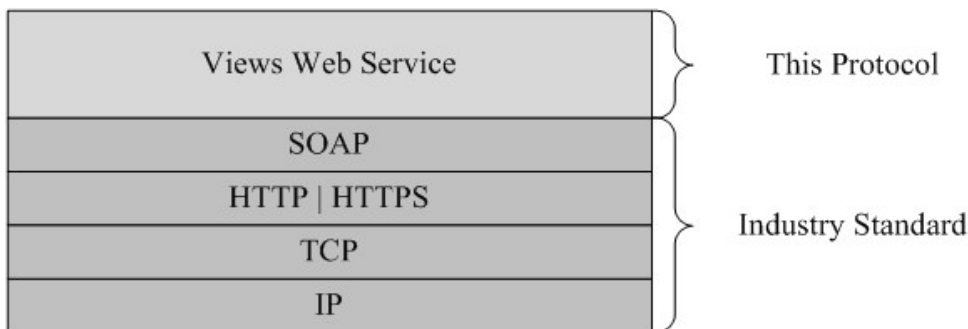 Views Web Service
This Protocol
SOAP
HTTP | HTTPS
TCP
IP
Industry Standard